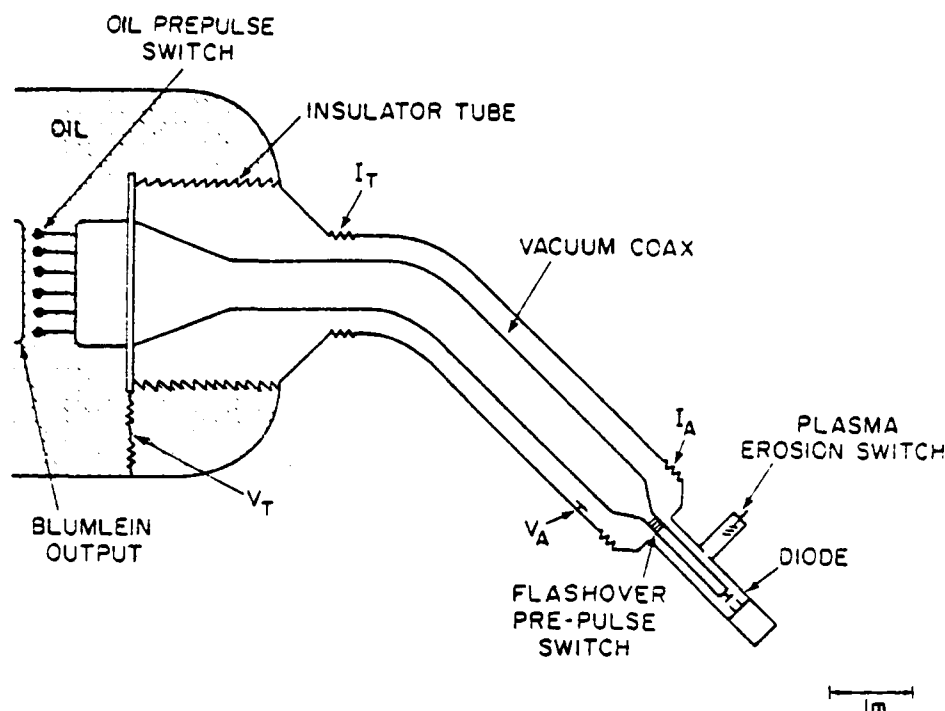 OIL PREPULSE
SWITCH
OIL
INSULATOR TUBE
I_T
VACUUM COAX
I_A
PLASMA
EROSION SWITCH
V_T
BLUMLEIN
OUTPUT
V_A
DIODE
FLASHOVER
PRE-PULSE
SWITCH
1m